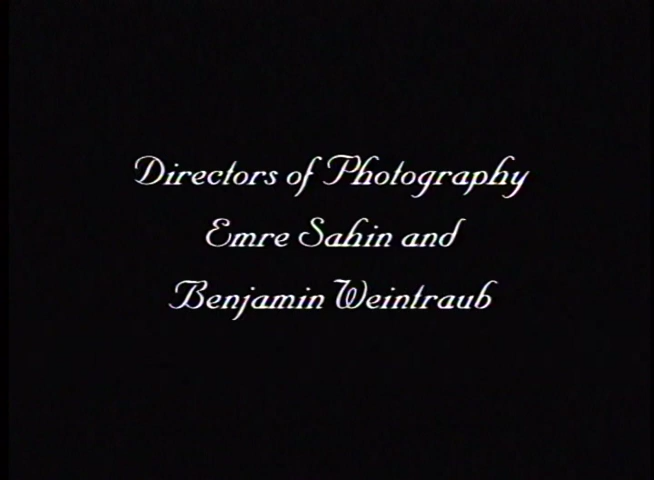 Directors of Photography
Emre Sahin and
Benjamin Weintraub